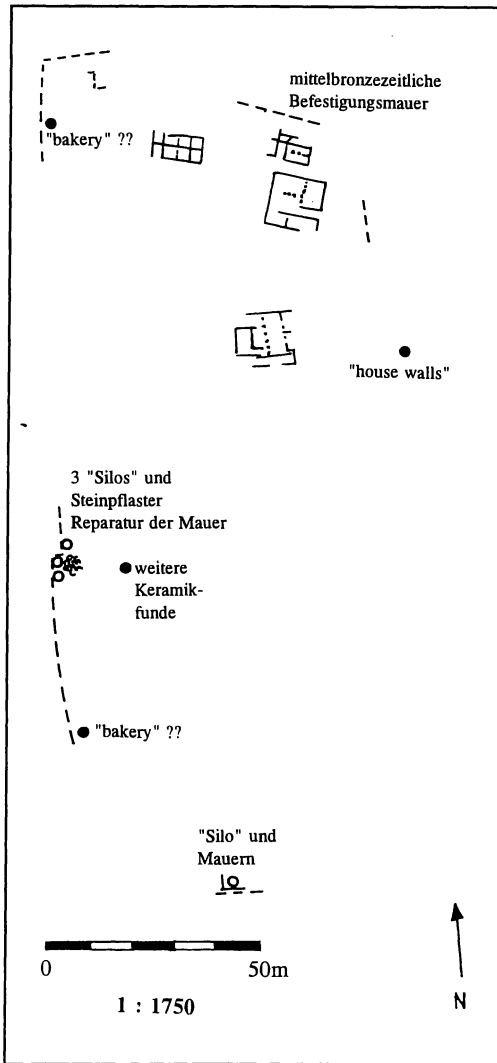 mittelbronzezeitliche
Befestigungsmauer
"bakery" ??
"house walls"
3 "Silos" und
Steinpflaster
Reparatur der Mauer
weitere
Keramik-
funde
"bakery" ??
"Silo" und
Mauern
0 50m
1 : 1750
N